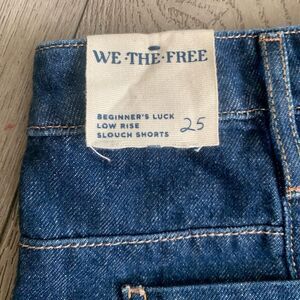 WE·THE·FREE
BEGINNER'S LUCK
LOW RISE
SLOUCH SHORTS 25